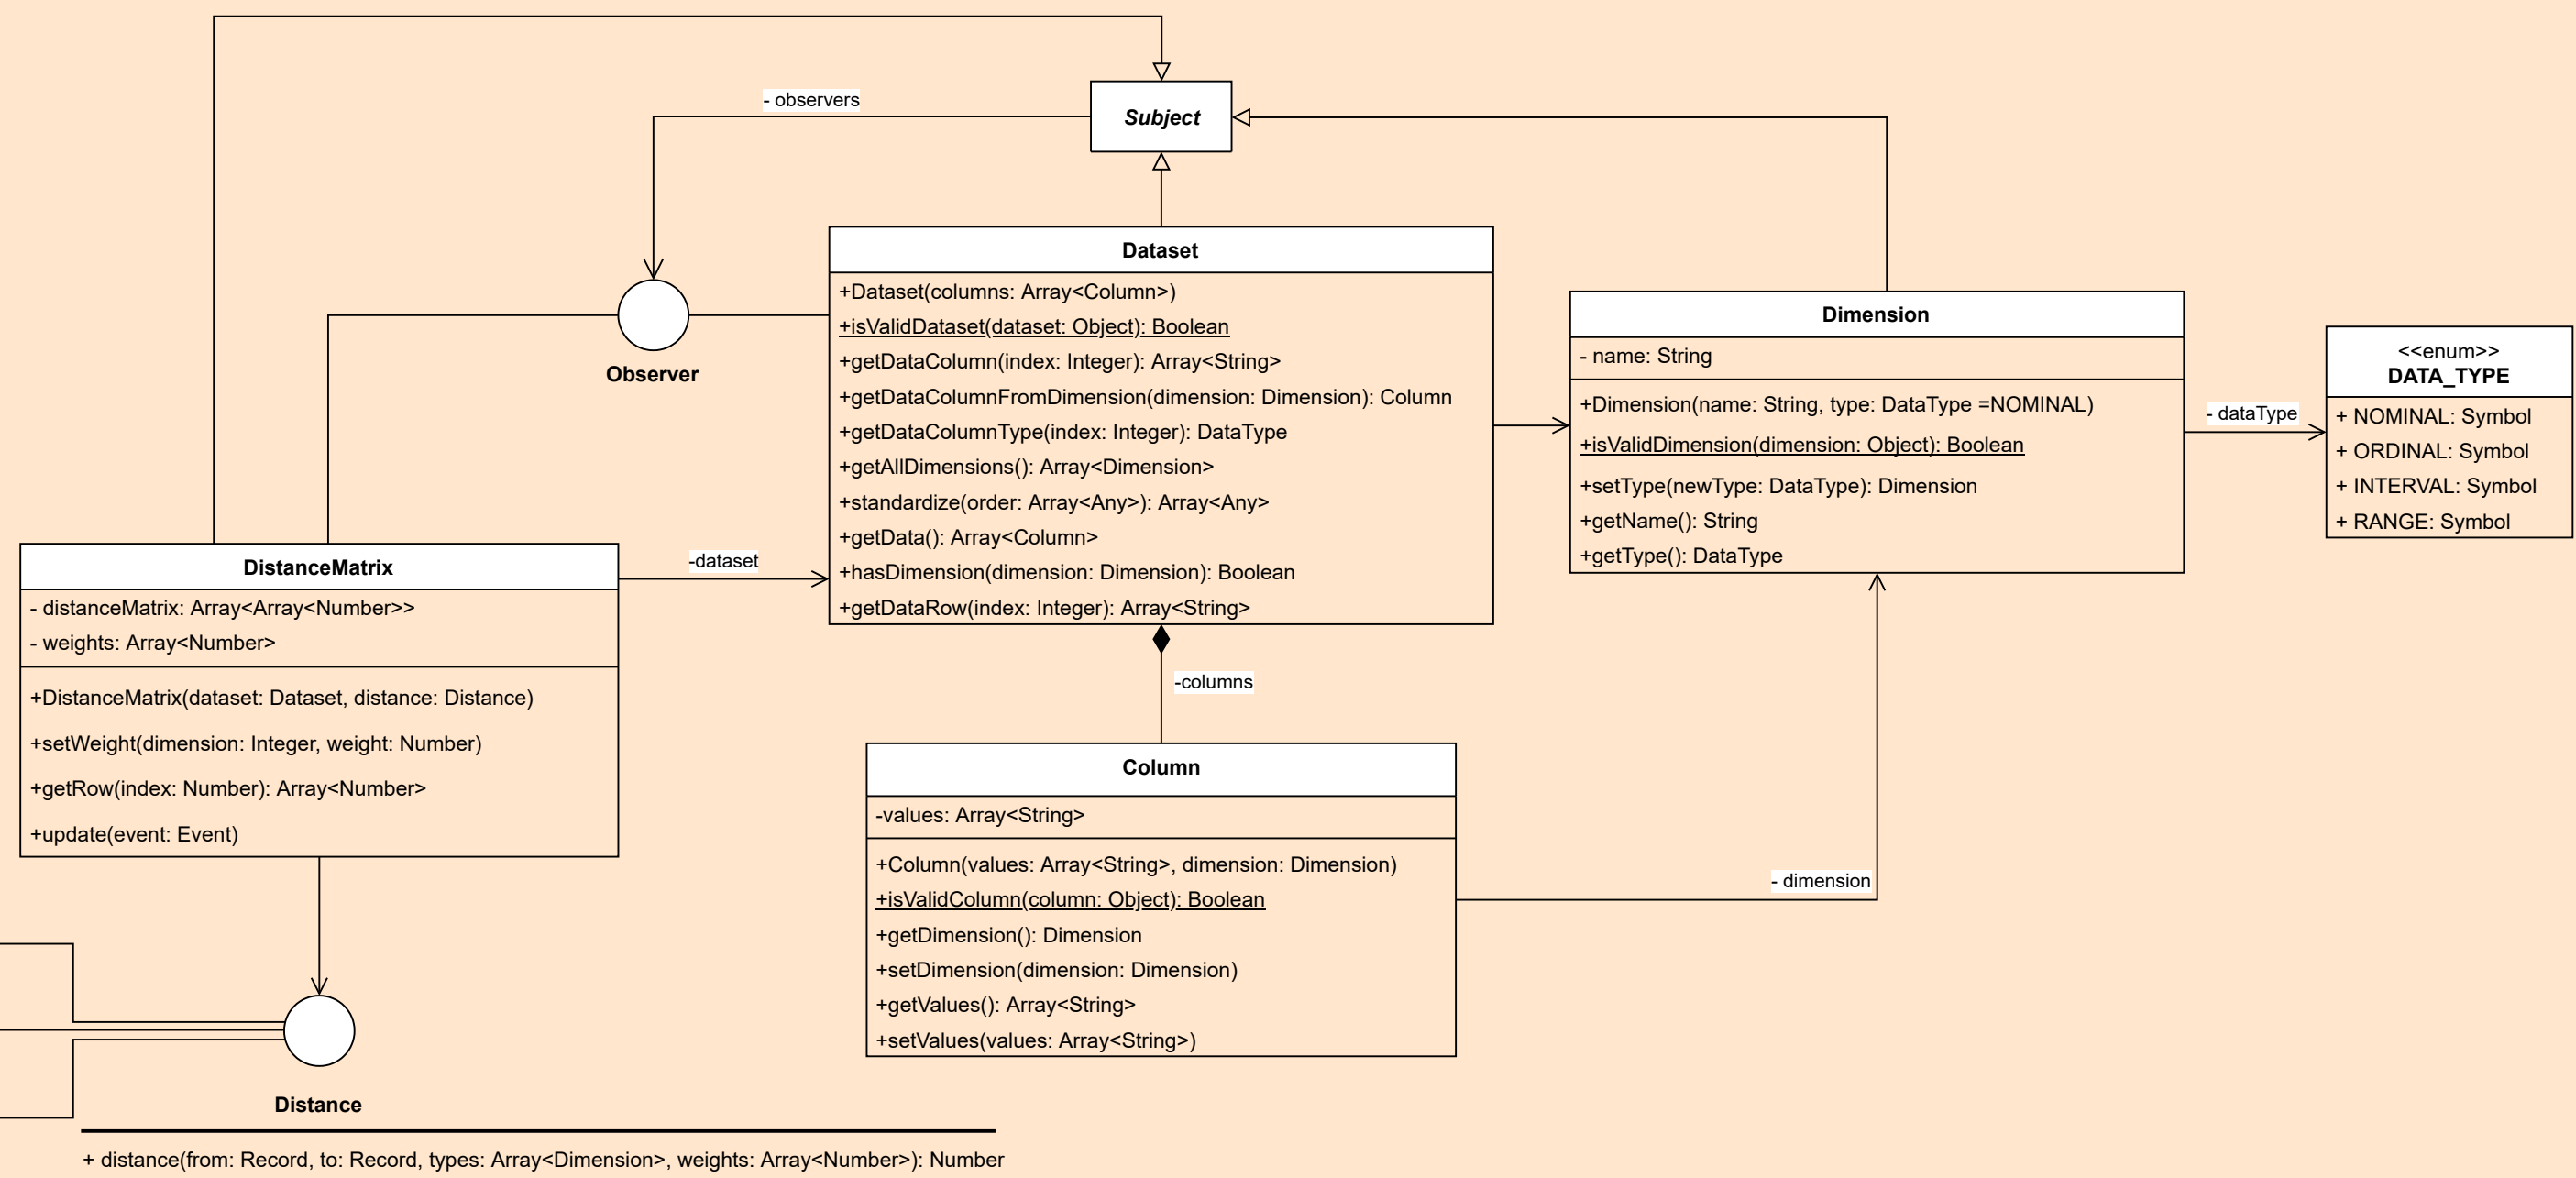 - observers
Subject
Observer
Dataset
+Dataset(columns: Array<Column>)
+isValidDataset(dataset: Object): Boolean
+getDataColumn(index: Integer): Array<String>
+getDataColumnFromDimension(dimension: Dimension): Column
+getDataColumnType(index: Integer): DataType
+getAllDimensions(): Array<Dimension>
+standardize(order: Array<Any>): Array<Any>
+getData(): Array<Column>
+hasDimension(dimension: Dimension): Boolean
+getDataRow(index: Integer): Array<String>
Dimension
- name: String
+Dimension(name: String, type: DataType =NOMINAL)
+isValidDimension(dimension: Object): Boolean
+setType(newType: DataType): Dimension
+getName(): String
+getType(): DataType
- dataType
<<enum>>
DATA_TYPE
+ NOMINAL: Symbol
+ ORDINAL: Symbol
+ INTERVAL: Symbol
+ RANGE: Symbol
DistanceMatrix
- distanceMatrix: Array<Array<Number>>
- weights: Array<Number>
+DistanceMatrix(dataset: Dataset, distance: Distance)
+setWeight(dimension: Integer, weight: Number)
+getRow(index: Number): Array<Number>
+update(event: Event)
-dataset
-columns
Column
-values: Array<String>
+Column(values: Array<String>, dimension: Dimension)
+isValidColumn(column: Object): Boolean
+getDimension(): Dimension
+setDimension(dimension: Dimension)
+getValues(): Array<String>
+setValues(values: Array<String>)
- dimension
Distance
+ distance(from: Record, to: Record, types: Array<Dimension>, weights: Array<Number>): Number